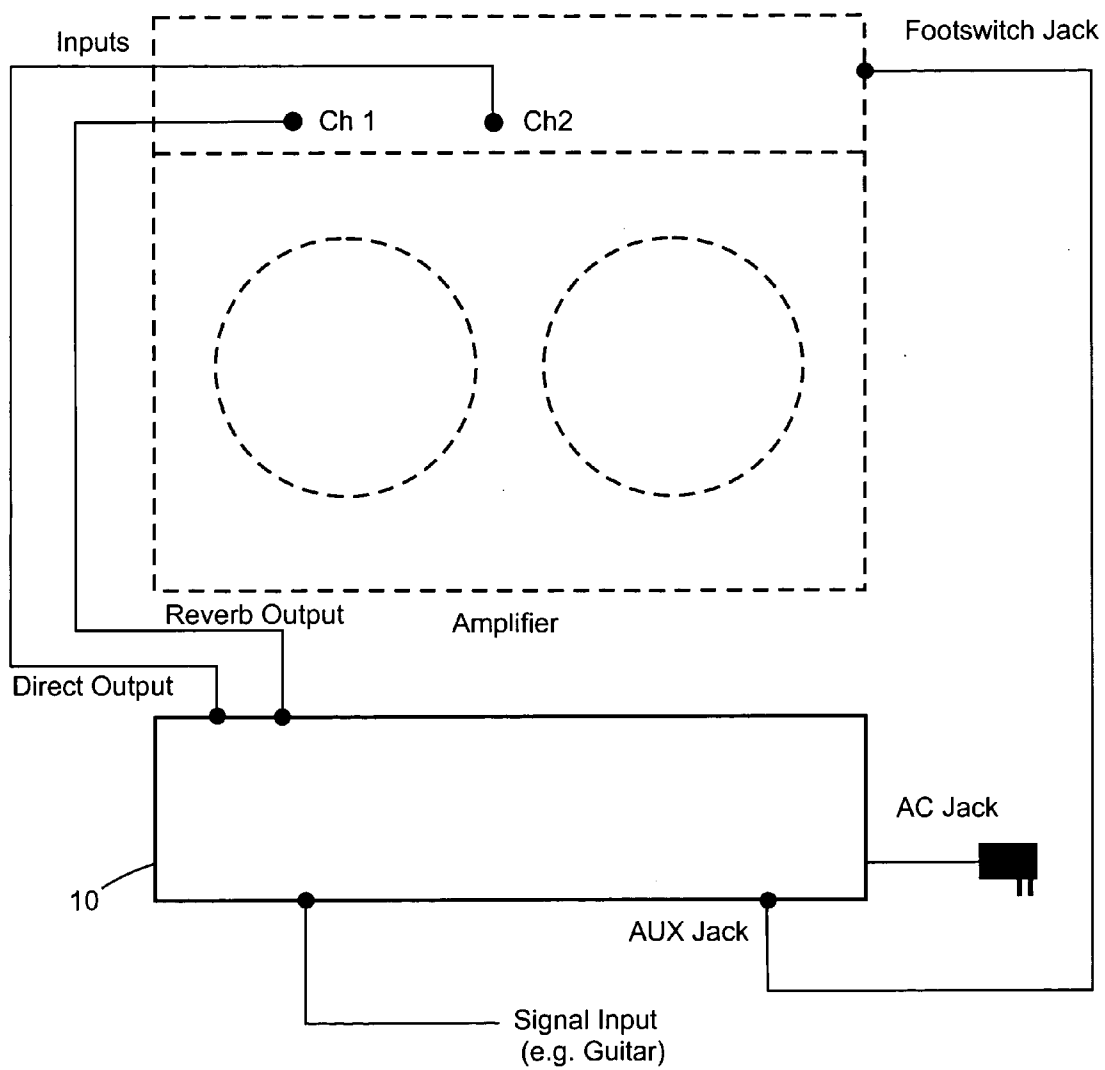 Inputs
Footswitch Jack
Ch 1
Ch2
Reverb Output
Amplifier
Direct Output
AC Jack
10
AUX Jack
Signal Input
(e.g. Guitar)